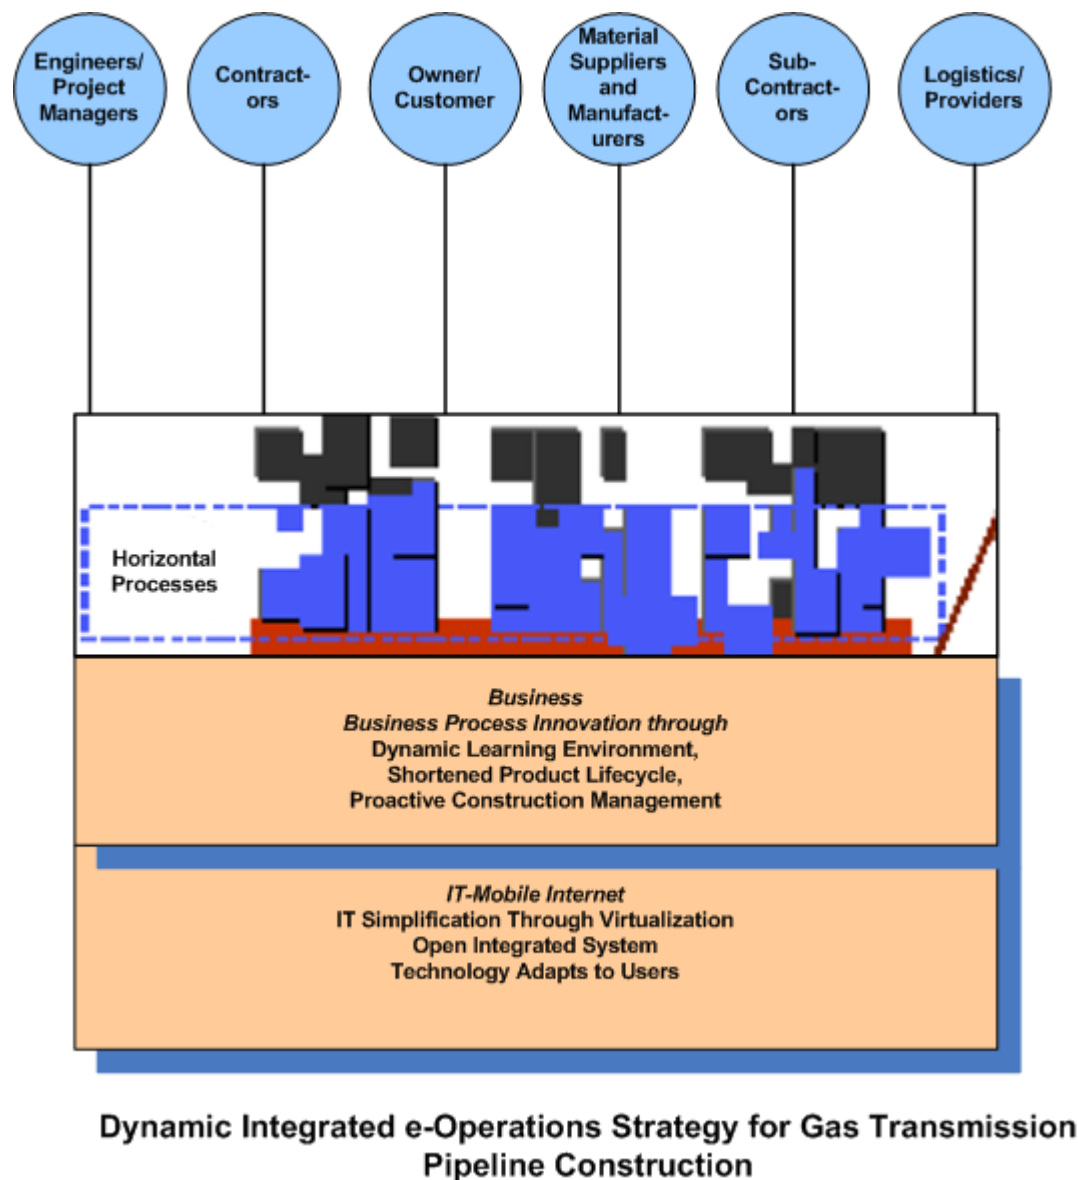 Engineers/
Project
Managers
Contract-
ors
Owner/
Customer
Material
Suppliers
and
Manufact-
urers
Sub-
Contract-
ors
Logistics/
Providers
Horizontal
Processes
Business
Business Process Innovation through
Dynamic Learning Environment,
Shortened Product Lifecycle,
Proactive Construction Management
IT-Mobile Internet
IT Simplification Through Virtualization
Open Integrated System
Technology Adapts to Users
Dynamic Integrated e-Operations Strategy for Gas Transmission
Pipeline Construction